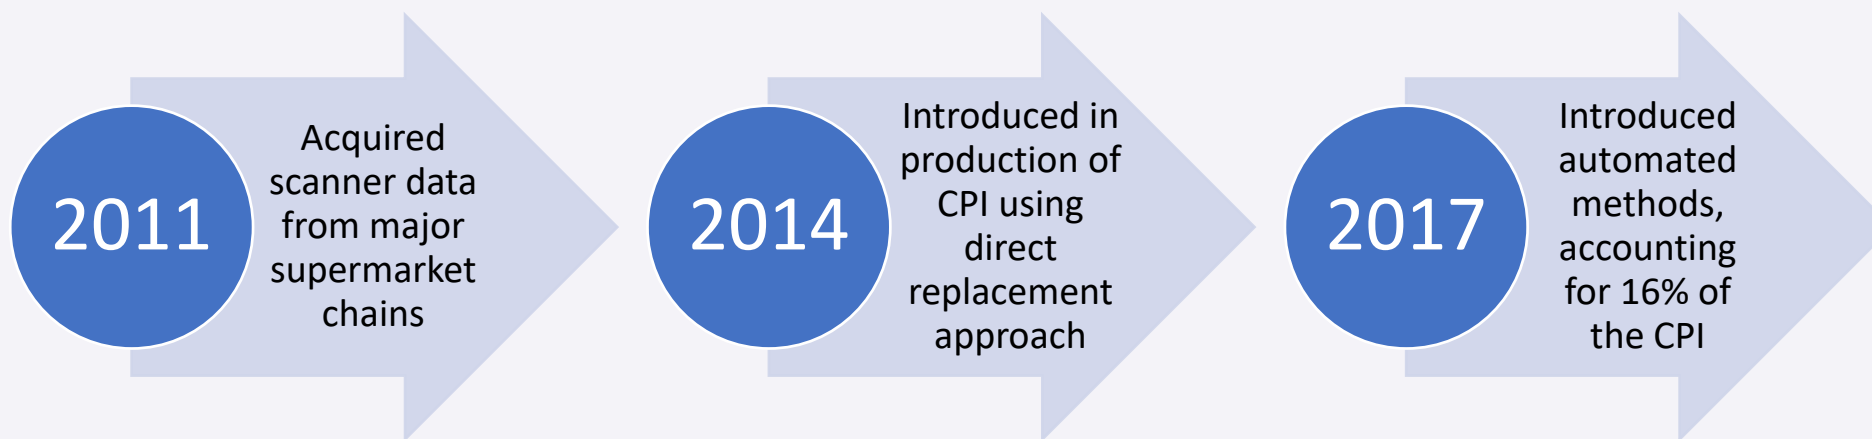 2011
Acquired
scanner data
from major
supermarket
chains
2014
Introduced in
production of
CPI using
direct
replacement
approach
2017
Introduced
automated
methods,
accounting
for 16% of
the CPI